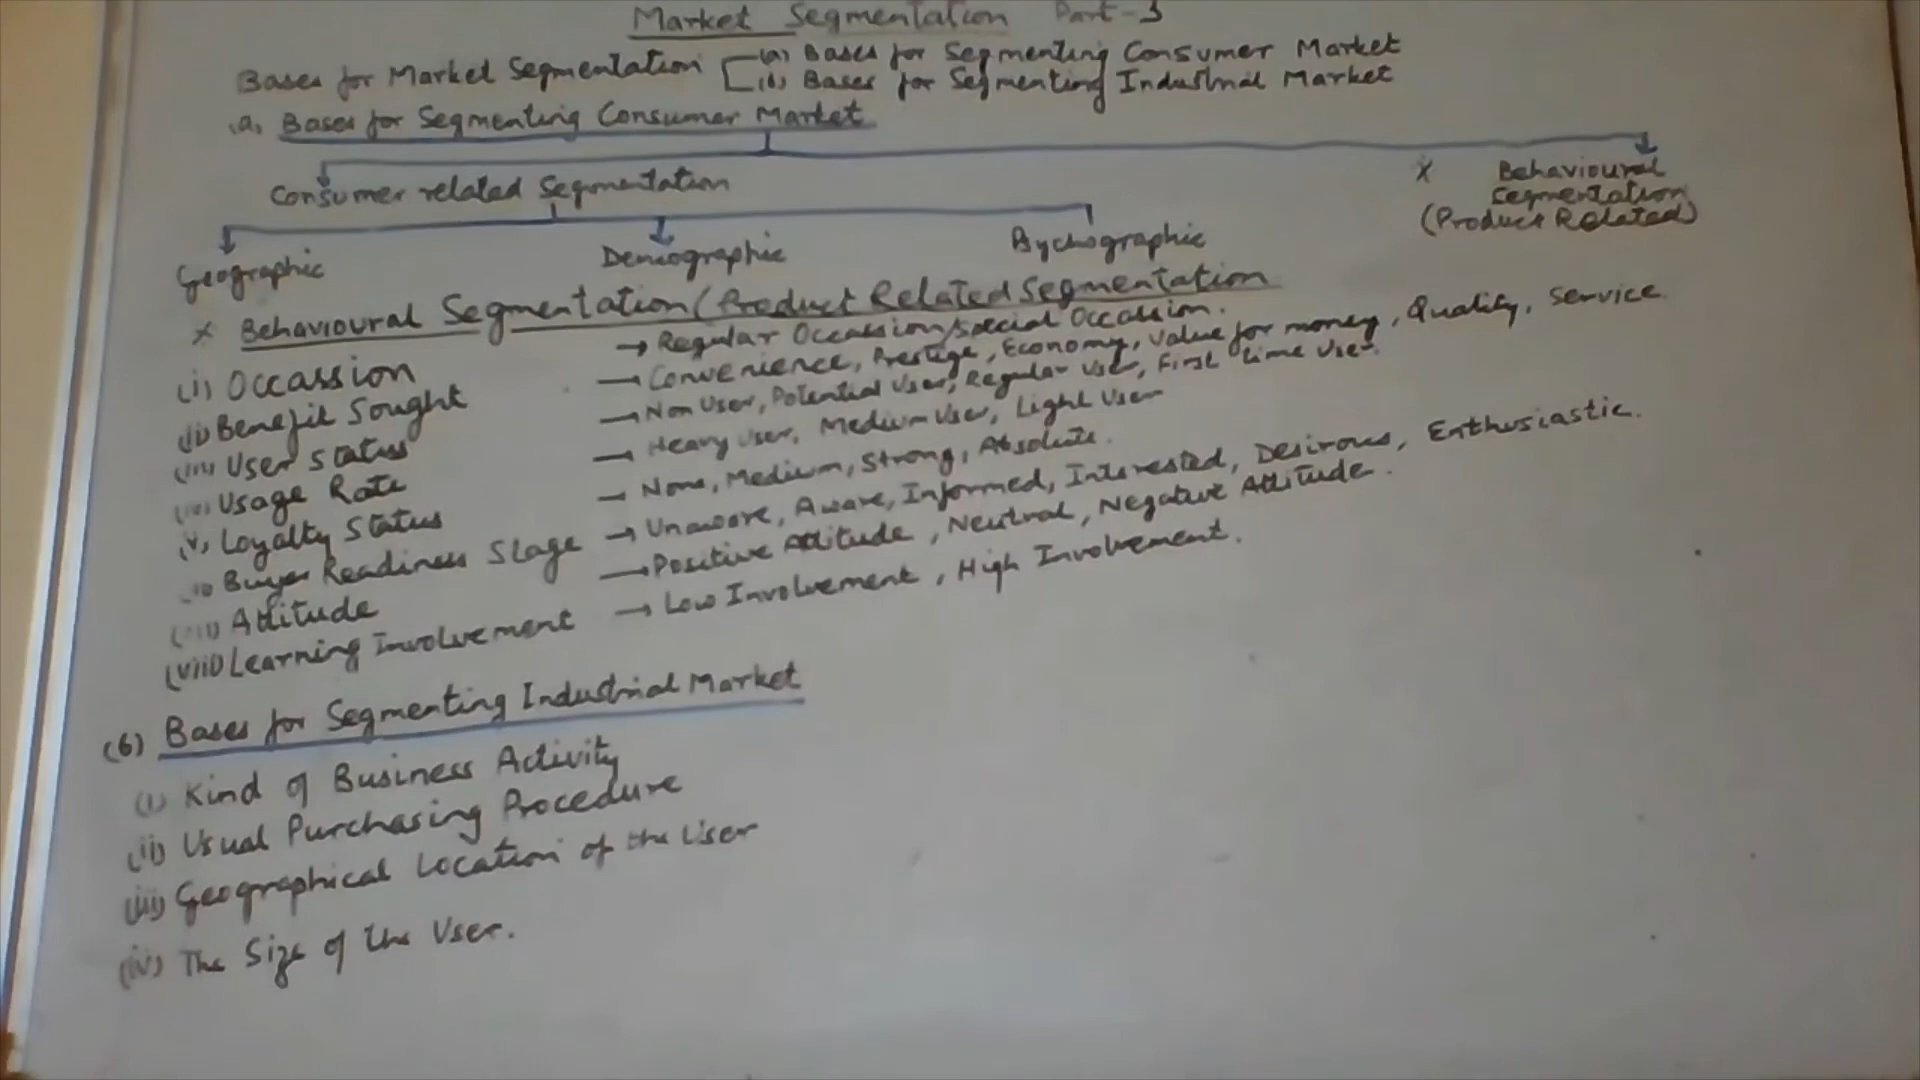 Market Segmentation Part-3
Bases for Market Segmentation (a) Bases for Segmenting Consumer Market
(b) Bases for Segmenting Industrial Market
(a) Bases for Segmenting Consumer Market
Consumer related Segmentation
x Behavioural Segmentation (Product Related)
Geographic Demographic Psychographic
x Behavioural Segmentation (Product Related Segmentation
(i) Occassion → Regular Occassion/Special Occassion.
(ii) Benefit Sought → Convenience, Prestige, Economy, Value for money, Quality, Service
(iii) User Status → Non User, Potential User, Regular User, First time User.
(iv) Usage Rate → Heavy User, Medium User, Light User
(v) Loyalty Status → None, Medium, Strong, Absolute.
(vi) Buyer Readiness Stage → Unaware, Aware, Informed, Interested, Desirous, Enthusiastic.
(vii) Attitude → Positive Attitude, Neutral, Negative Attitude.
(viii) Learning Involvement → Low Involvement, High Involvement.
(b) Bases for Segmenting Industrial Market
(i) Kind of Business Activity
(ii) Usual Purchasing Procedure
(iii) Geographical Location of the User
(iv) The Size of the User.